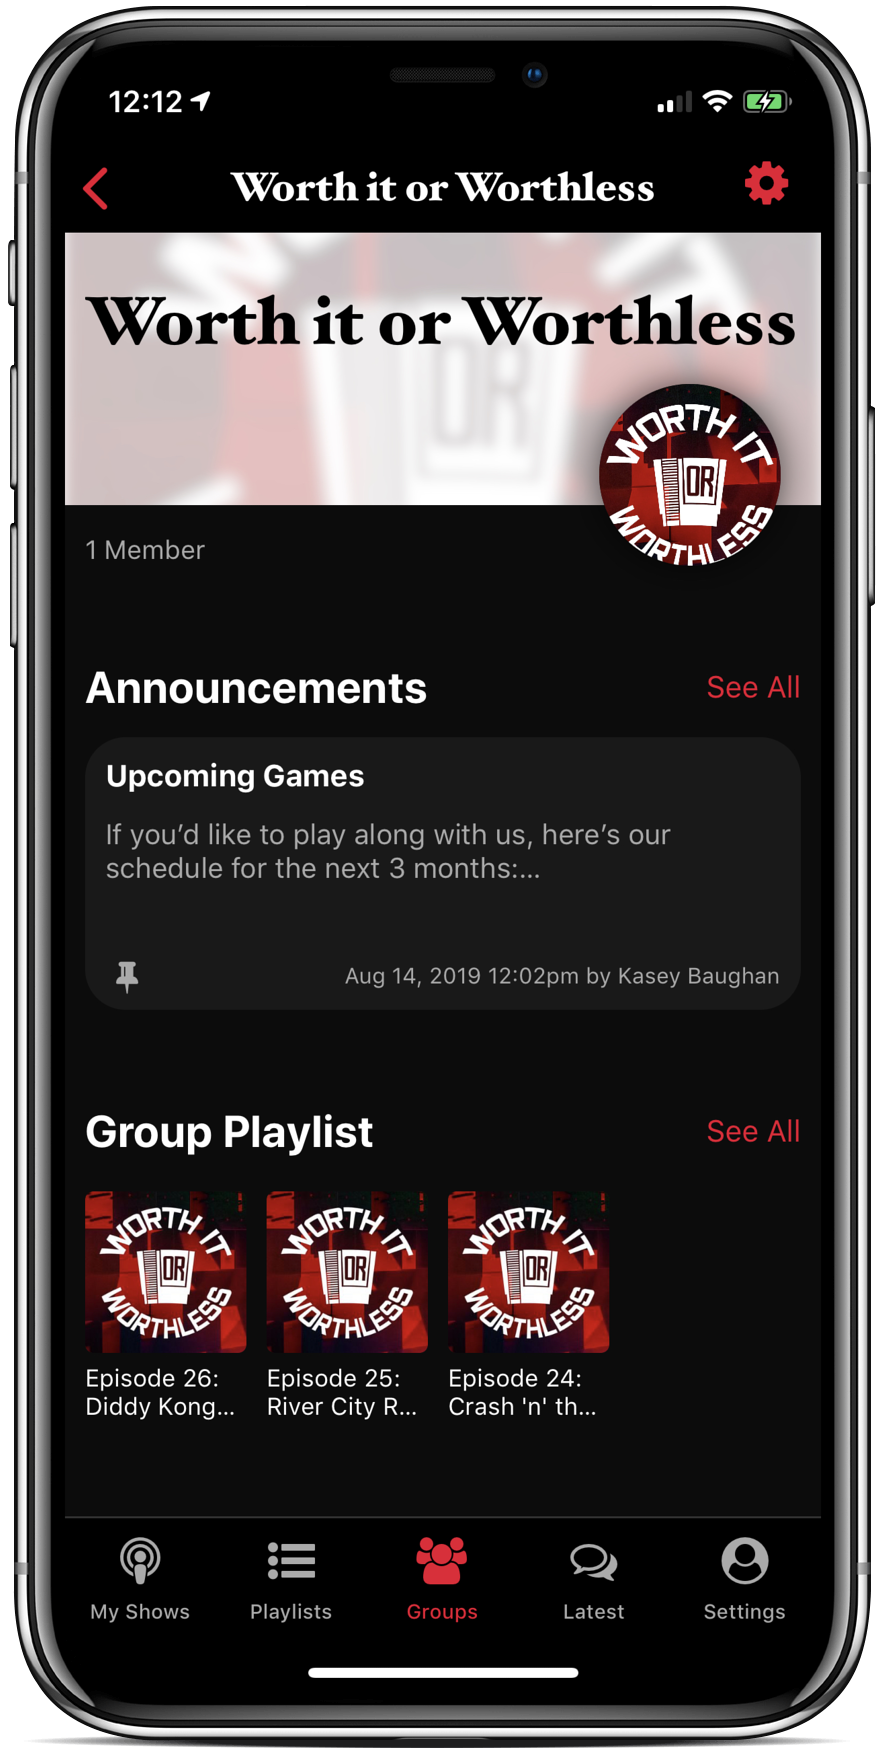 12:12
Worth it or Worthless
Worth it or Worthless
OR
WORTH IT
OR
WORTHLESS
1 Member
Announcements
See All
Upcoming Games
If you’d like to play along with us, here’s our
schedule for the next 3 months:...
Aug 14, 2019 12:02pm by Kasey Baughan
Group Playlist
See All
WORTH IT
OR
WORTHLESS
WORTH IT
OR
WORTHLESS
WORTH IT
OR
WORTHLESS
Episode 26:
Diddy Kong...
Episode 25:
River City R...
Episode 24:
Crash 'n' th...
My Shows
Playlists
Groups
Latest
Settings